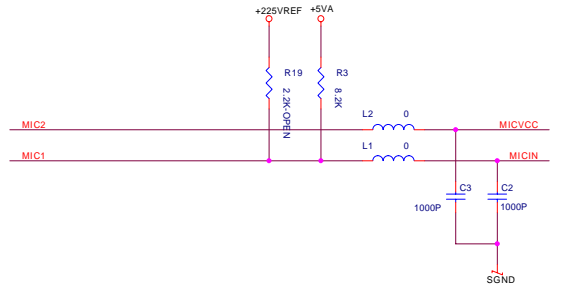 +225VREF
+5VA
R19
R3
2.2K-OPEN
8.2K
L2 0
MIC2
MICVCC
L1 0
MIC1
MICIN
C3
C2
1000P
1000P
SGND